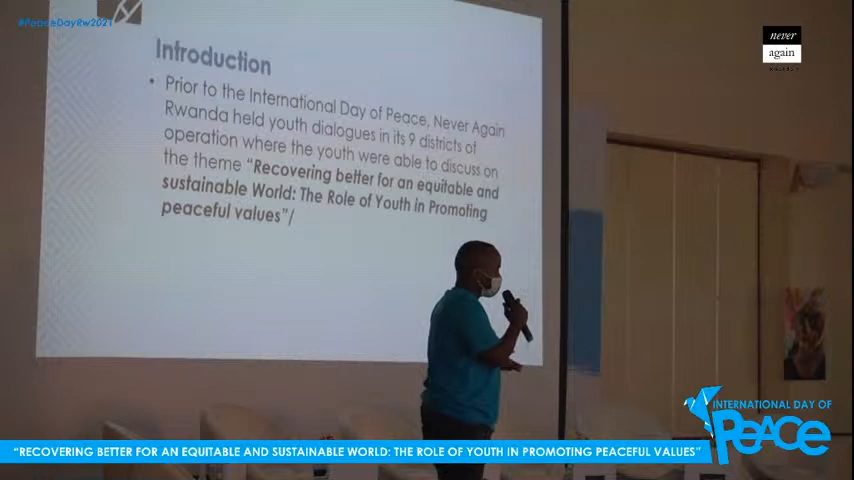 #PeaceDayRw2021
never
again
Introduction
• Prior to the International Day of Peace, Never Again
Rwanda held youth dialogues in its 9 districts of
operation where the youth were able to discuss on
the theme “Recovering better for an equitable and
sustainable World: The Role of Youth in Promoting
peaceful values”/
INTERNATIONAL DAY OF
PEACE
“RECOVERING BETTER FOR AN EQUITABLE AND SUSTAINABLE WORLD: THE ROLE OF YOUTH IN PROMOTING PEACEFUL VALUES”